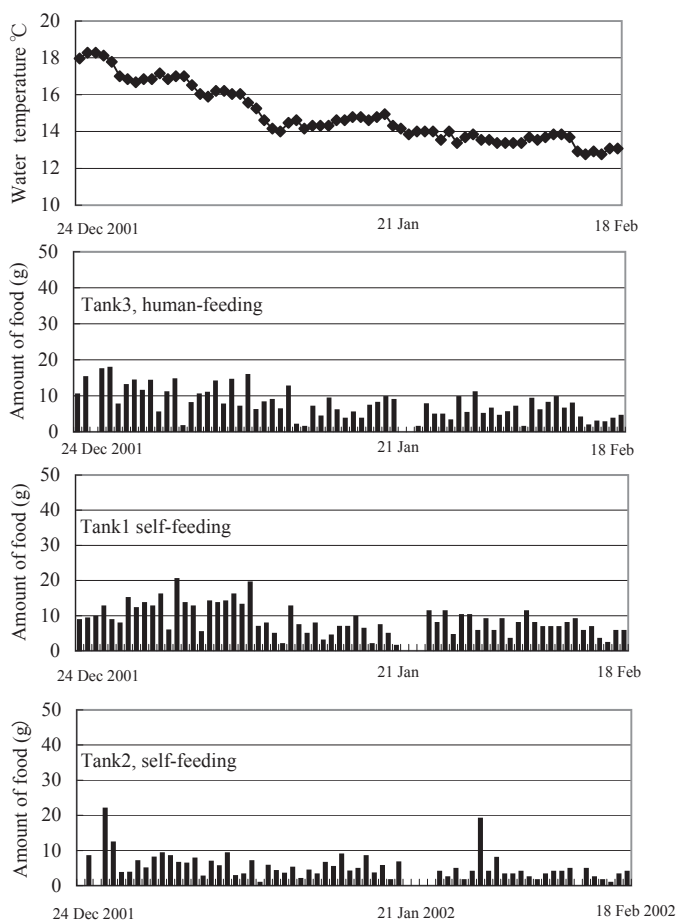 Water temperature ℃
20
18
16
14
12
10
24 Dec 2001
21 Jan
18 Feb
Amount of food (g)
50
40
30
20
10
0
Tank3, human-feeding
24 Dec 2001
21 Jan
18 Feb
Amount of food (g)
50
40
30
20
10
0
Tank1 self-feeding
24 Dec 2001
21 Jan
18 Feb
Amount of food (g)
50
40
30
20
10
0
Tank2, self-feeding
24 Dec 2001
21 Jan 2002
18 Feb 2002